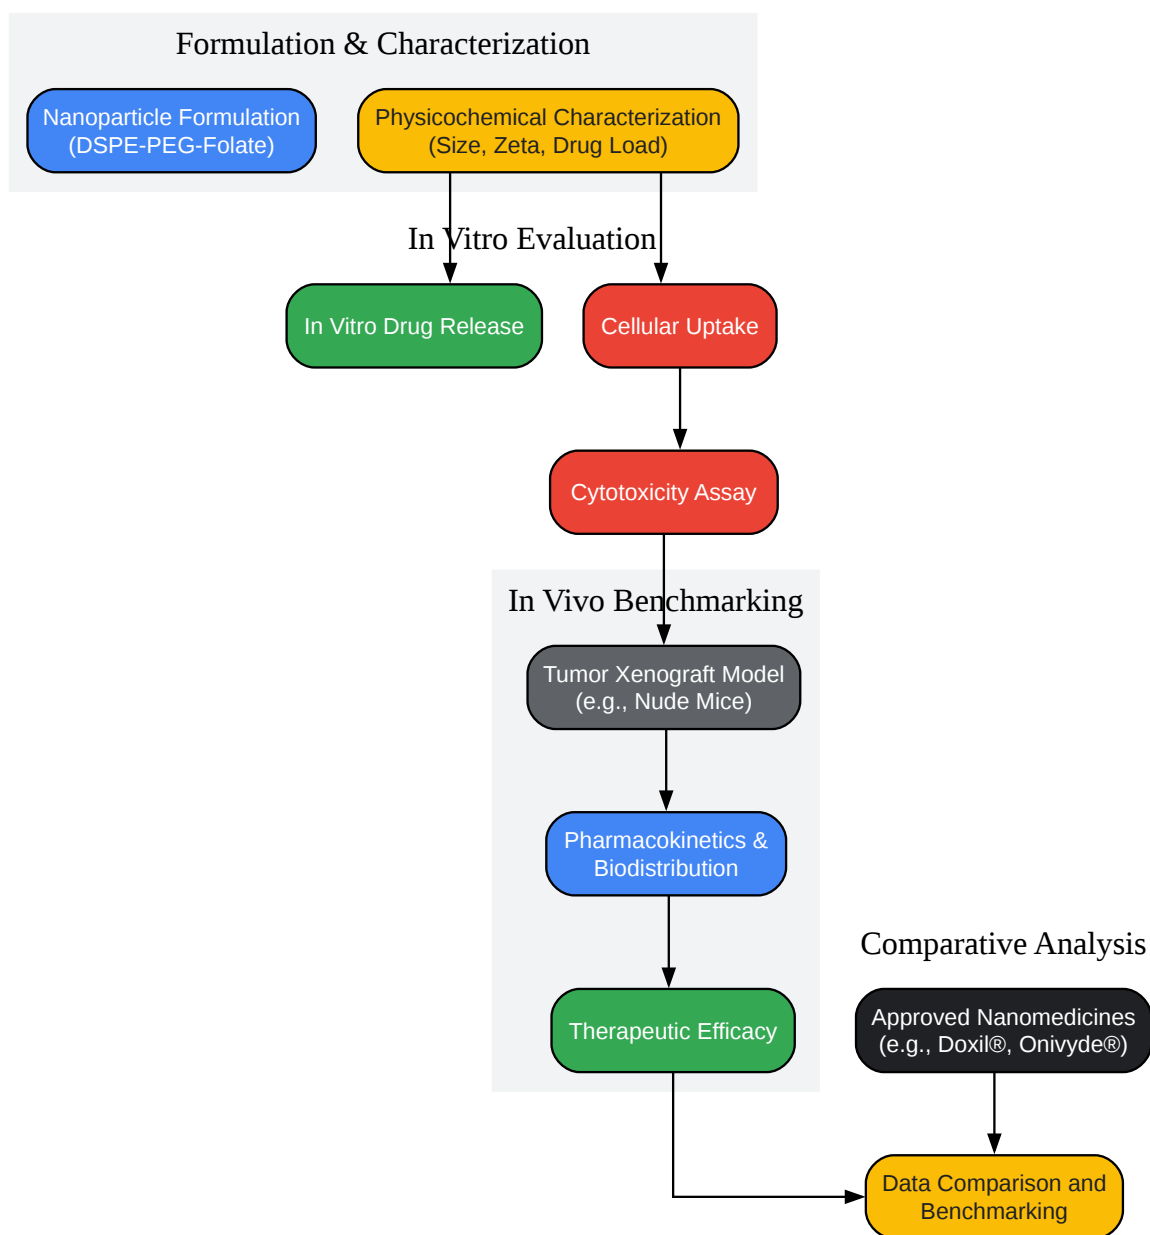 Formulation & Characterization
Nanoparticle Formulation
(DSPE-PEG-Folate)
Physicochemical Characterization
(Size, Zeta, Drug Load)
In Vitro Evaluation
In Vitro Drug Release
Cellular Uptake
Cytotoxicity Assay
In Vivo Benchmarking
Tumor Xenograft Model
(e.g., Nude Mice)
Pharmacokinetics &
Biodistribution
Therapeutic Efficacy
Comparative Analysis
Approved Nanomedicines
(e.g., Doxil®, Onivyde®)
Data Comparison and
Benchmarking